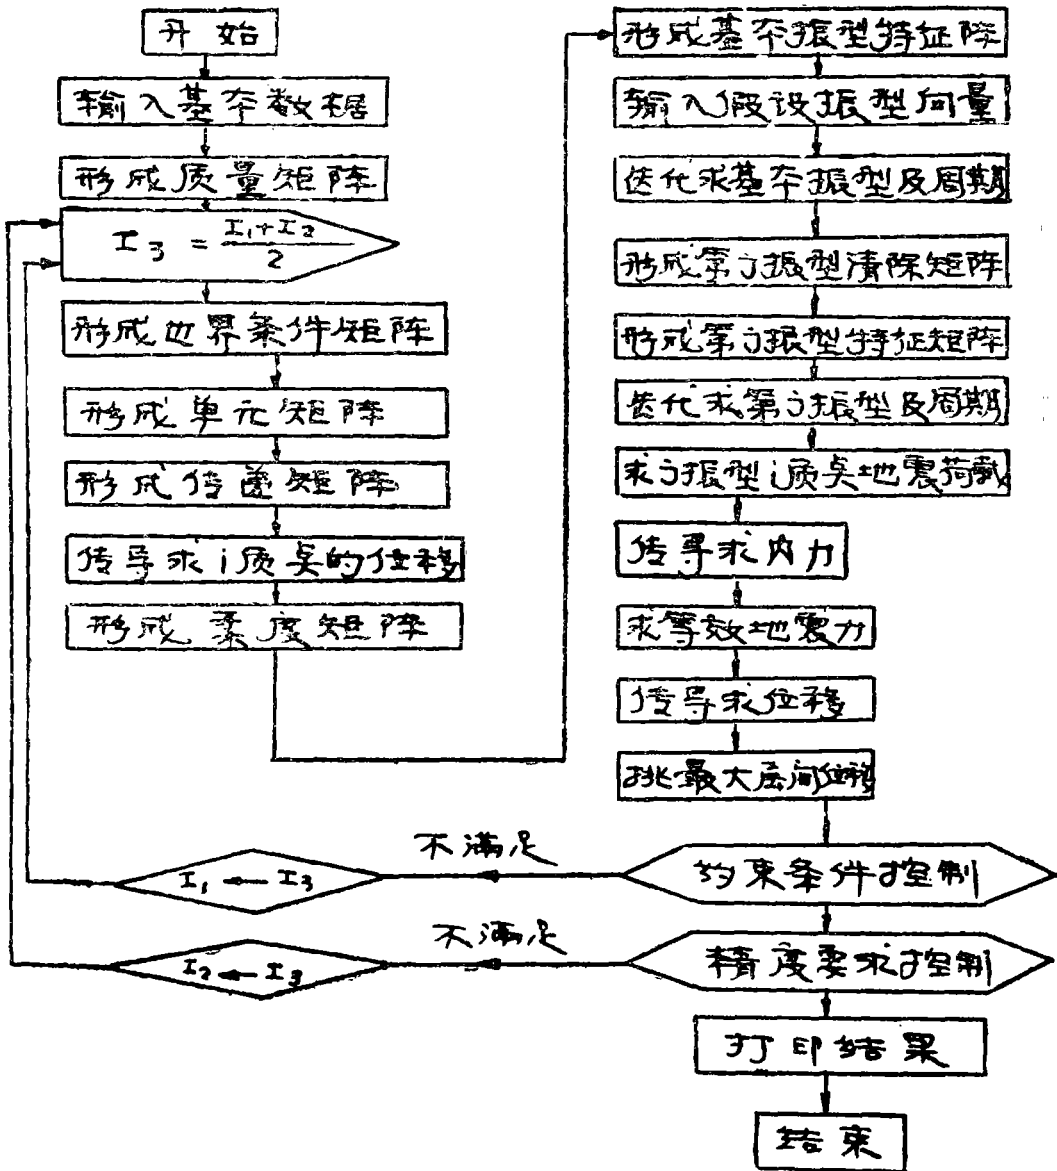 开始
输入基本数据
形成质量矩阵
I₃ = (I₁+I₂)/2
形成边界条件矩阵
形成单元矩阵
形成传递矩阵
传导求i质点的位移
形成柔度矩阵
形成基本振型特征阵
输入假设振型向量
迭代求基本振型及周期
形成第j振型清除矩阵
形成第j振型特征矩阵
迭代求第j振型及周期
求j振型i质点地震荷载
传导求内力
求等效地震力
传导求位移
挑最大层间位移
约束条件控制
不满足
I₁ ← I₃
精度要求控制
不满足
I₂ ← I₃
打印结果
结束